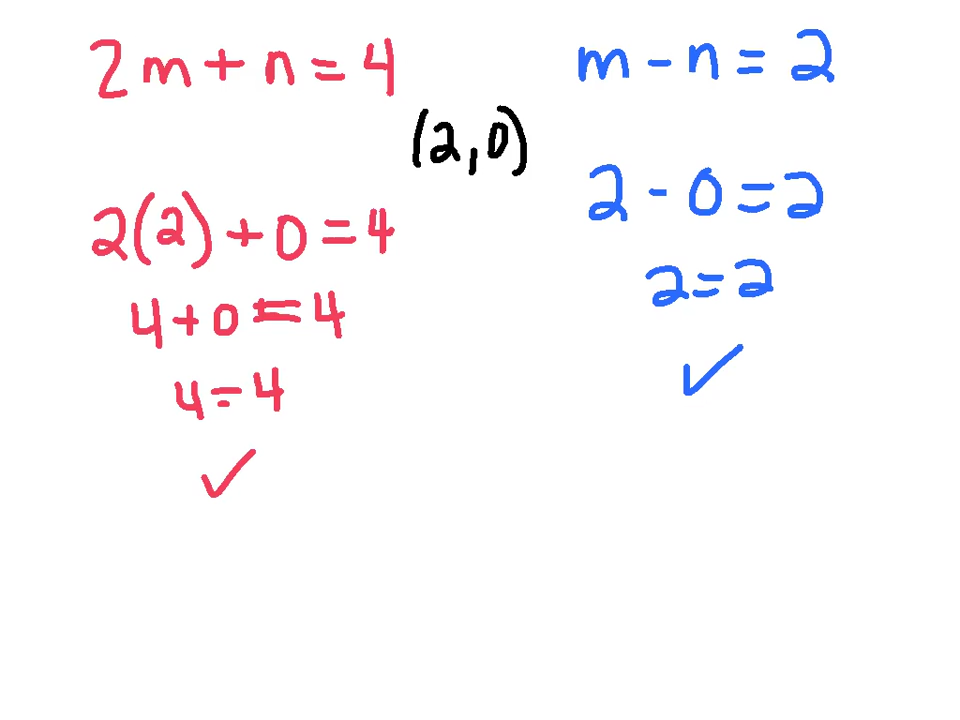 2m + n = 4
m - n = 2
(2,0)
2(2) + 0 = 4
4 + 0 = 4
4 = 4
✓
2 - 0 = 2
2 = 2
✓